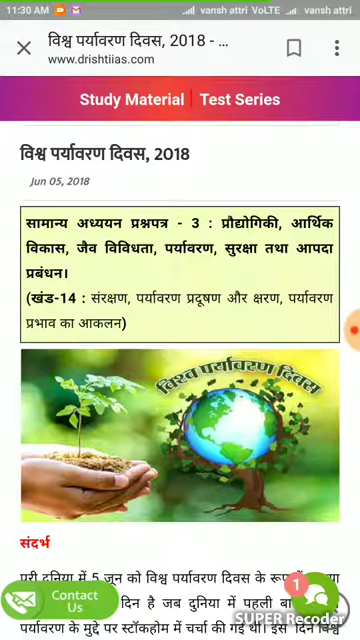 11:30 AM vansh attri VoLTE vansh attri
विश्व पर्यावरण दिवस, 2018 - ...
www.drishtiias.com
Study Material | Test Series
विश्व पर्यावरण दिवस, 2018
Jun 05, 2018
सामान्य अध्ययन प्रश्नपत्र - 3 : प्रौद्योगिकी, आर्थिक
विकास, जैव विविधता, पर्यावरण, सुरक्षा तथा आपदा
प्रबंधन।
(खंड-14 : संरक्षण, पर्यावरण प्रदूषण और क्षरण, पर्यावरण
प्रभाव का आकलन)
विश्व पर्यावरण दिवस
संदर्भ
पूरी दुनिया में 5 जून को विश्व पर्यावरण दिवस के रूप
Contact Us
दिन है जब दुनिया में पहली
1
पर्यावरण के मुद्दे पर स्टॉकहोम में चर्चा की गई थी। इस दिन विश्व
SUPER Recorder